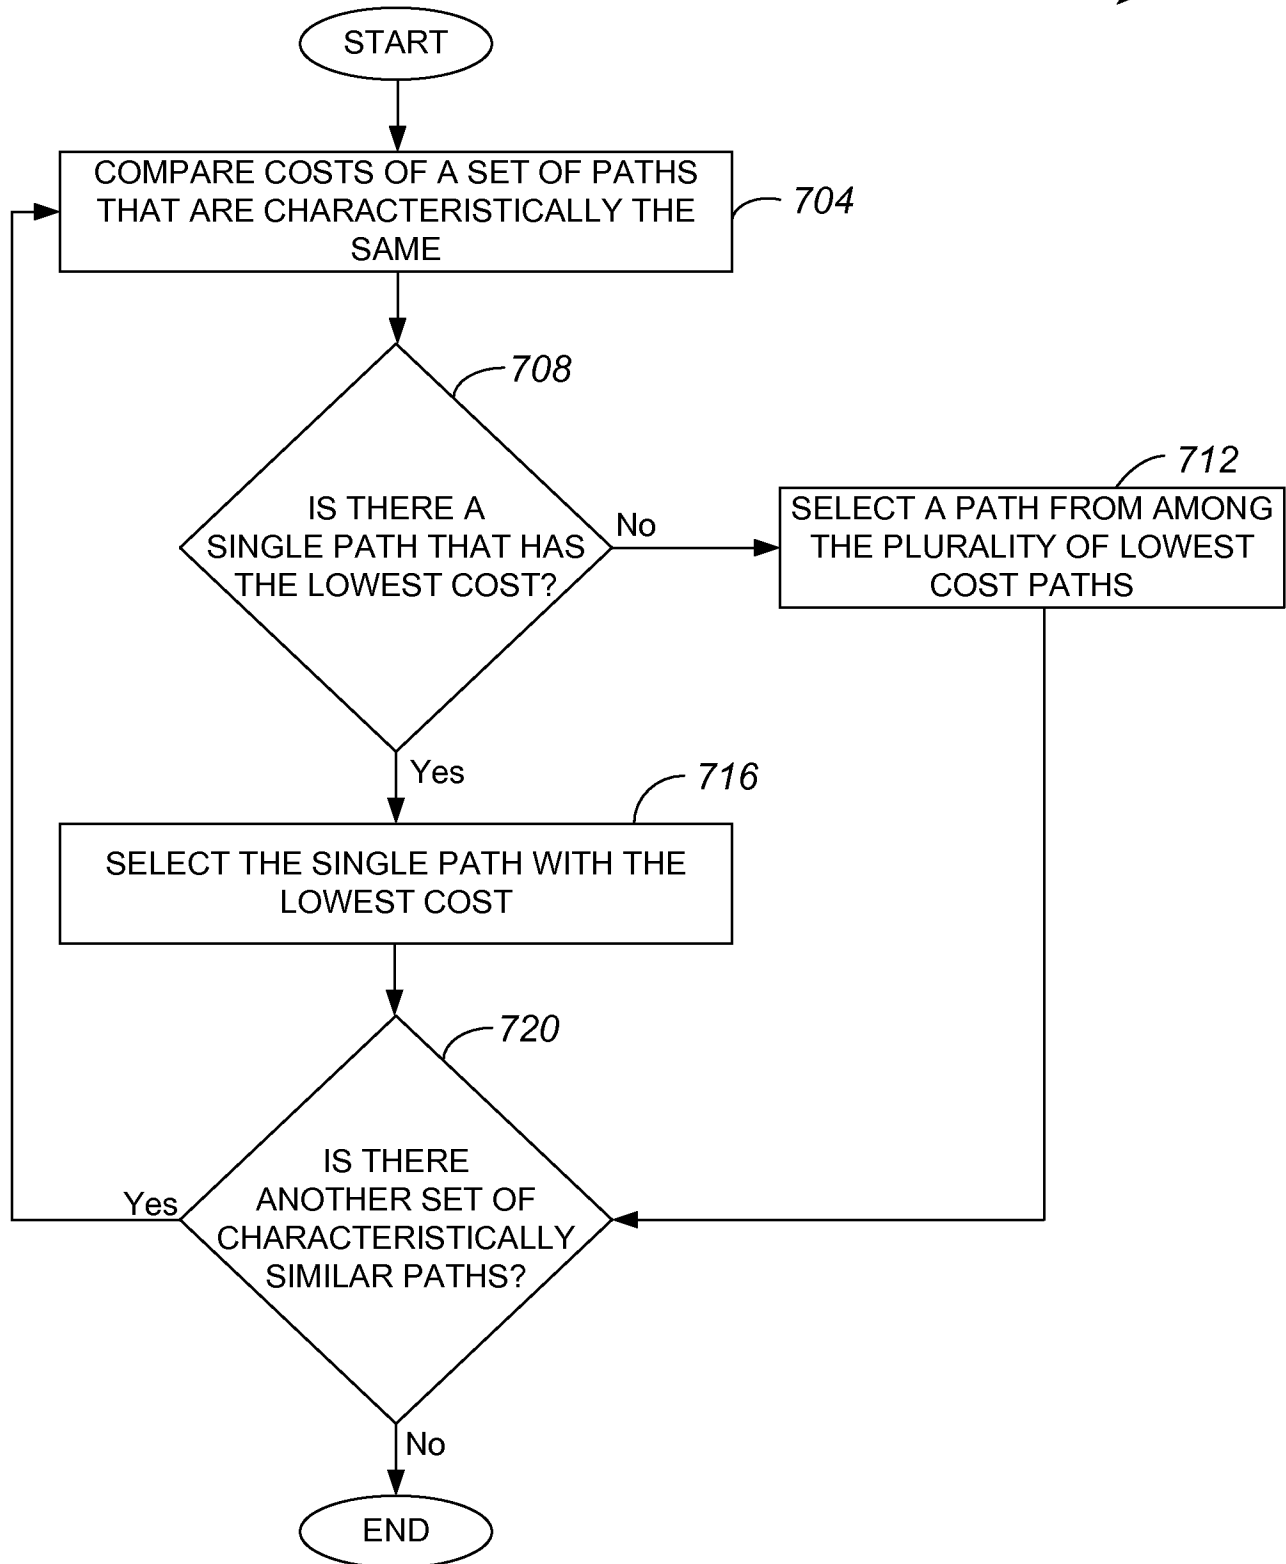 START
COMPARE COSTS OF A SET OF PATHS
THAT ARE CHARACTERISTICALLY THE
SAME
704
708
IS THERE A
SINGLE PATH THAT HAS
THE LOWEST COST?
No
712
SELECT A PATH FROM AMONG
THE PLURALITY OF LOWEST
COST PATHS
Yes
716
SELECT THE SINGLE PATH WITH THE
LOWEST COST
720
IS THERE
ANOTHER SET OF
CHARACTERISTICALLY
SIMILAR PATHS?
Yes
No
END